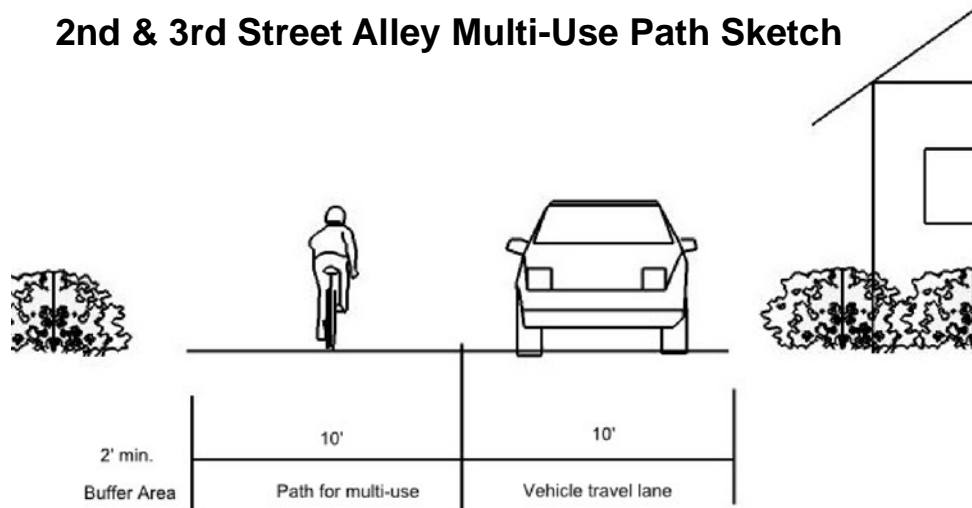 2nd & 3rd Street Alley Multi-Use Path Sketch
2' min.
Buffer Area
10'
Path for multi-use
10'
Vehicle travel lane